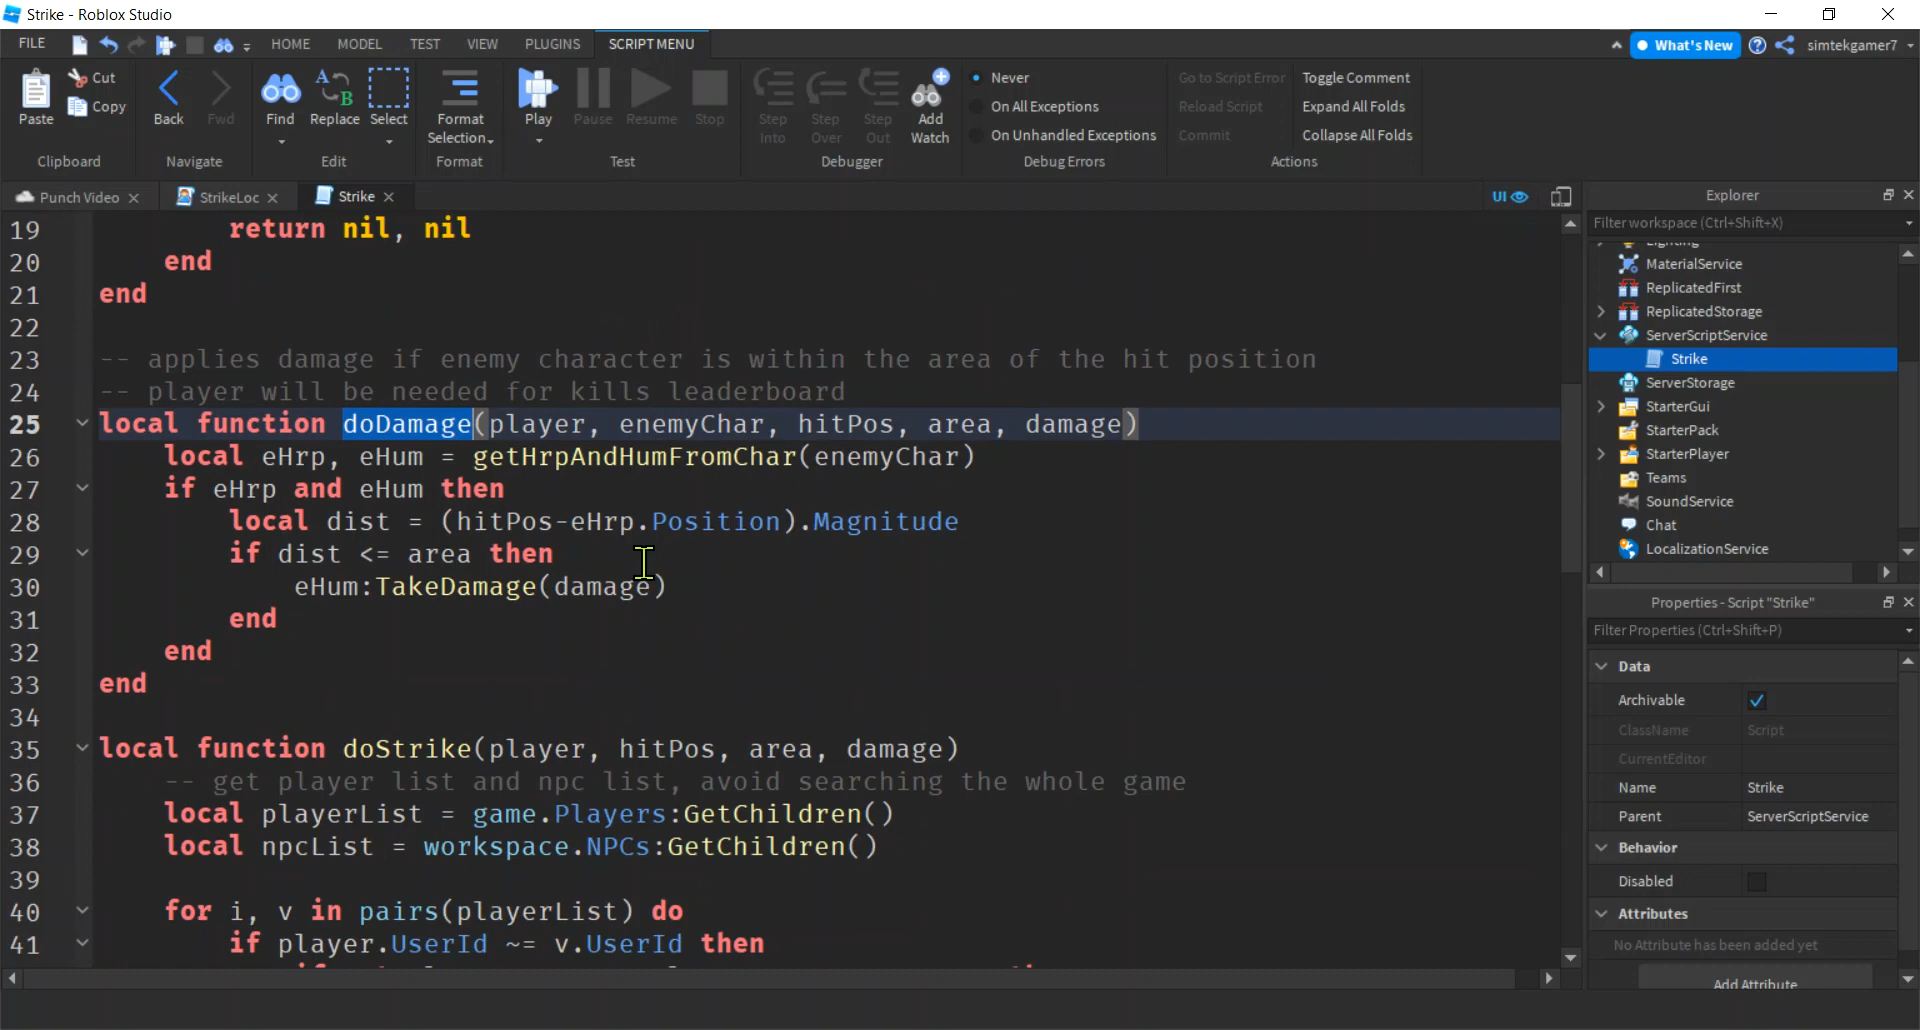 Strike - Roblox Studio
FILE HOME MODEL TEST VIEW PLUGINS SCRIPT MENU What's New simtekgamer7
Paste
Cut
Copy
Clipboard
Back
Fwd
Navigate
Find
Replace
Select
Edit
Format
Selection
Format
Play
Pause
Resume
Stop
Test
Step
Into
Step
Over
Step
Out
Add
Watch
Debugger
Never
On All Exceptions
On Unhandled Exceptions
Debug Errors
Go to Script Error
Reload Script
Commit
Toggle Comment
Expand All Folds
Collapse All Folds
Actions
Punch Video
StrikeLoc
Strike
UI
19 return nil, nil
20 end
21 end
22
23 -- applies damage if enemy character is within the area of the hit position
24 -- player will be needed for kills leaderboard
25 local function doDamage(player, enemyChar, hitPos, area, damage)
26 local eHrp, eHum = getHrpAndHumFromChar(enemyChar)
27 if eHrp and eHum then
28 local dist = (hitPos-eHrp.Position).Magnitude
29 if dist <= area then
30 eHum:TakeDamage(damage)
31 end
32 end
33 end
34
35 local function doStrike(player, hitPos, area, damage)
36 -- get player list and npc list, avoid searching the whole game
37 local playerList = game.Players:GetChildren()
38 local npcList = workspace.NPCs:GetChildren()
39
40 for i, v in pairs(playerList) do
41 if player.UserId ~= v.UserId then
Explorer
Filter workspace (Ctrl+Shift+X)
Lighting
MaterialService
ReplicatedFirst
ReplicatedStorage
ServerScriptService
Strike
ServerStorage
StarterGui
StarterPack
StarterPlayer
Teams
SoundService
Chat
LocalizationService
Properties - Script "Strike"
Filter Properties (Ctrl+Shift+P)
Data
Archivable
ClassName Script
CurrentEditor
Name Strike
Parent ServerScriptService
Behavior
Disabled
Attributes
No Attribute has been added yet
Add Attribute